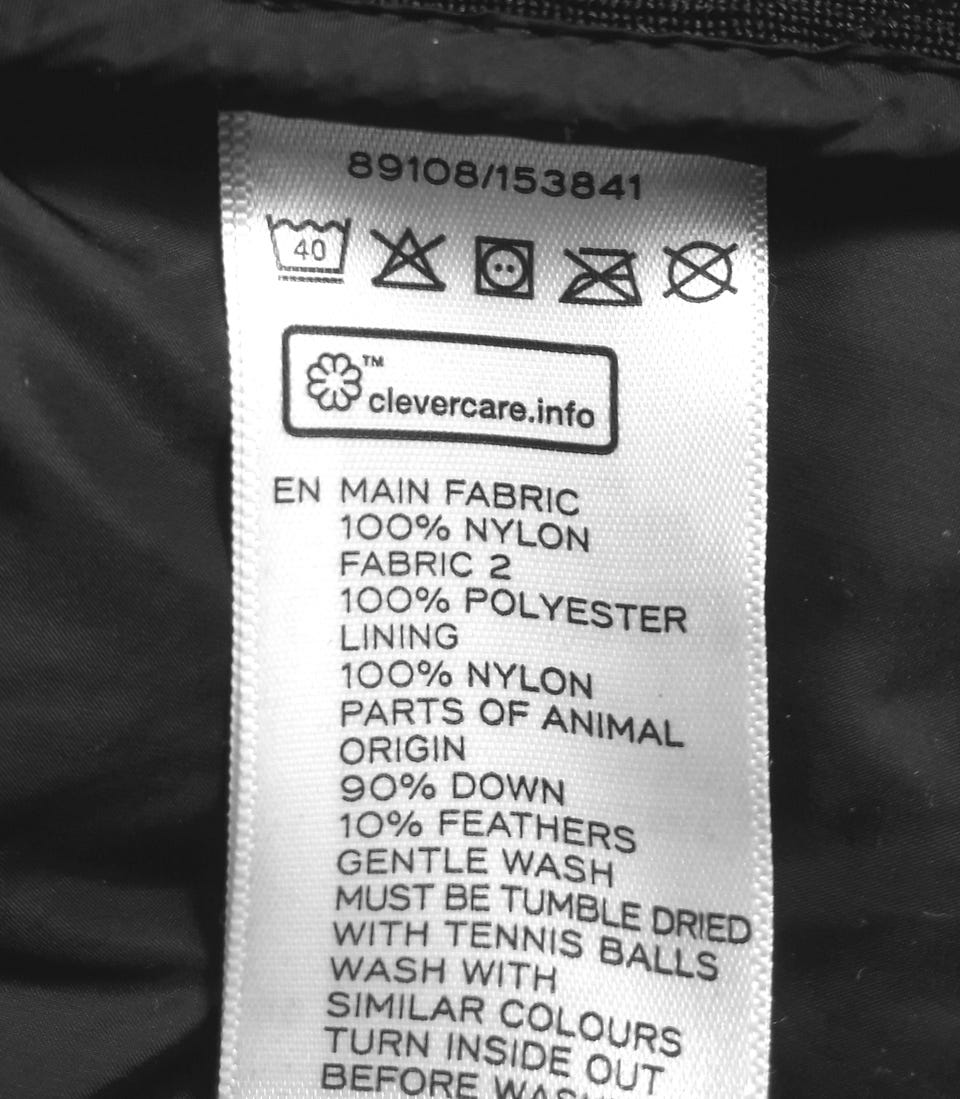 89108/153841
40
TM
clevercare.info
EN MAIN FABRIC
100% NYLON
FABRIC 2
100% POLYESTER
LINING
100% NYLON
PARTS OF ANIMAL
ORIGIN
90% DOWN
10% FEATHERS
GENTLE WASH
MUST BE TUMBLE DRIED
WITH TENNIS BALLS
WASH WITH
SIMILAR COLOURS
TURN INSIDE OUT
BEFORE